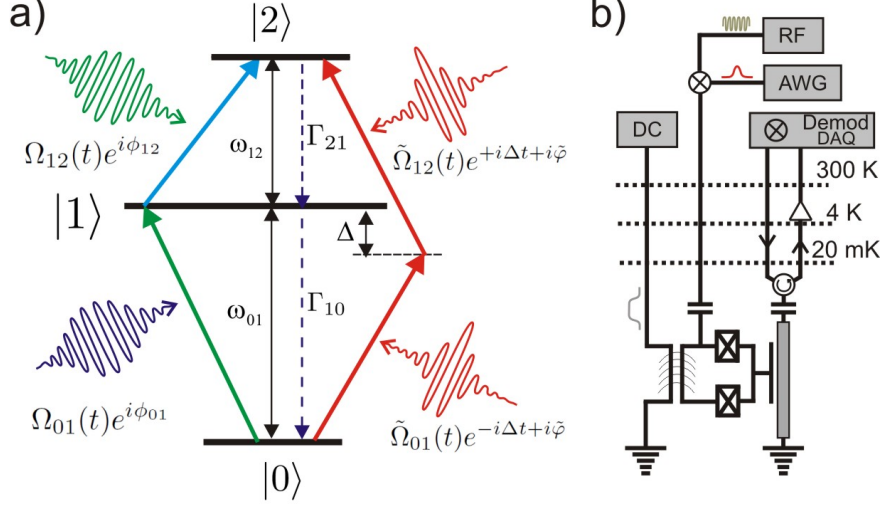 a)
|2⟩
Ω₁₂(t)e^{iϕ₁₂}
ω₁₂
Γ₂₁
Ω̃₁₂(t)e^{+iΔt+iφ̃}
|1⟩
Δ
ω₀₁
Γ₁₀
Ω₀₁(t)e^{iϕ₀₁}
Ω̃₀₁(t)e^{-iΔt+iφ̃}
|0⟩
b)
RF
AWG
DC
Demod
DAQ
300 K
4 K
20 mK